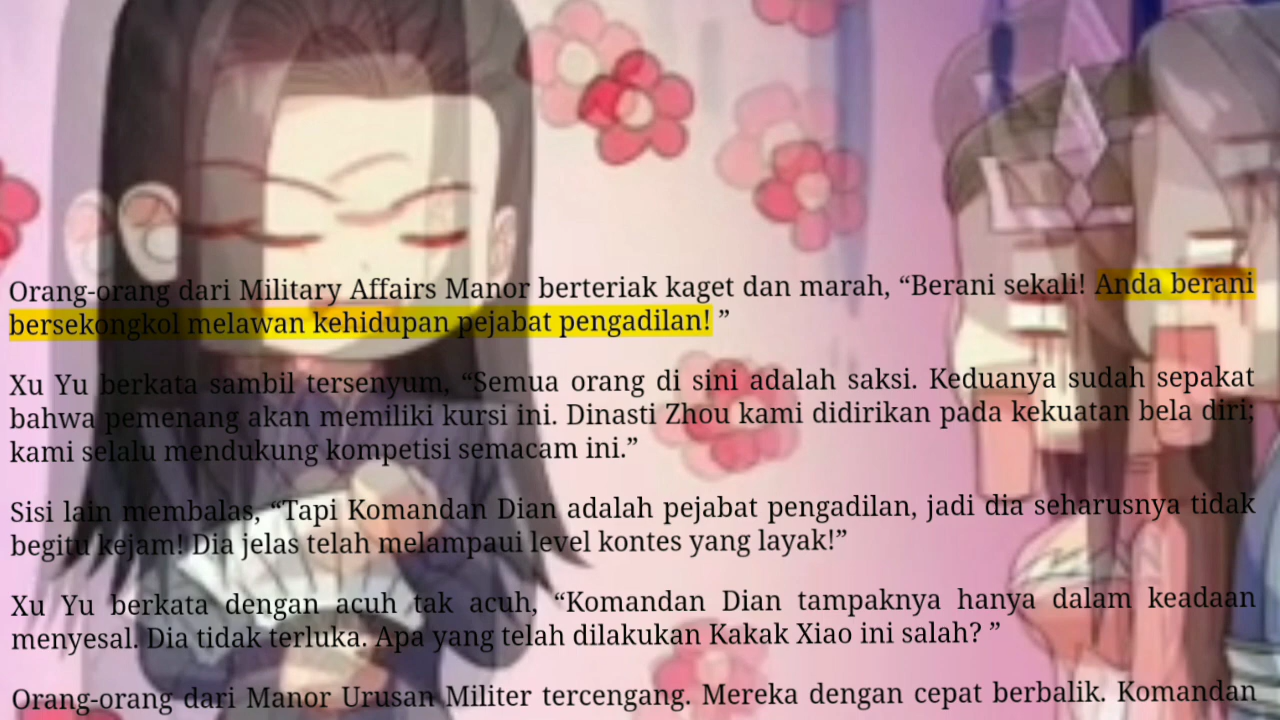 Orang-orang dari Military Affairs Manor berteriak kaget dan marah, “Berani sekali! Anda berani
bersekongkol melawan kehidupan pejabat pengadilan! ”
Xu Yu berkata sambil tersenyum, “Semua orang di sini adalah saksi. Keduanya sudah sepakat
bahwa pemenang akan memiliki kursi ini. Dinasti Zhou kami didirikan pada kekuatan bela diri;
kami selalu mendukung kompetisi semacam ini.”
Sisi lain membalas, “Tapi Komandan Dian adalah pejabat pengadilan, jadi dia seharusnya tidak
begitu kejam! Dia jelas telah melampaui level kontes yang layak!”
Xu Yu berkata dengan acuh tak acuh, “Komandan Dian tampaknya hanya dalam keadaan
menyesal. Dia tidak terluka. Apa yang telah dilakukan Kakak Xiao ini salah? ”
Orang-orang dari Manor Urusan Militer tercengang. Mereka dengan cepat berbalik. Komandan